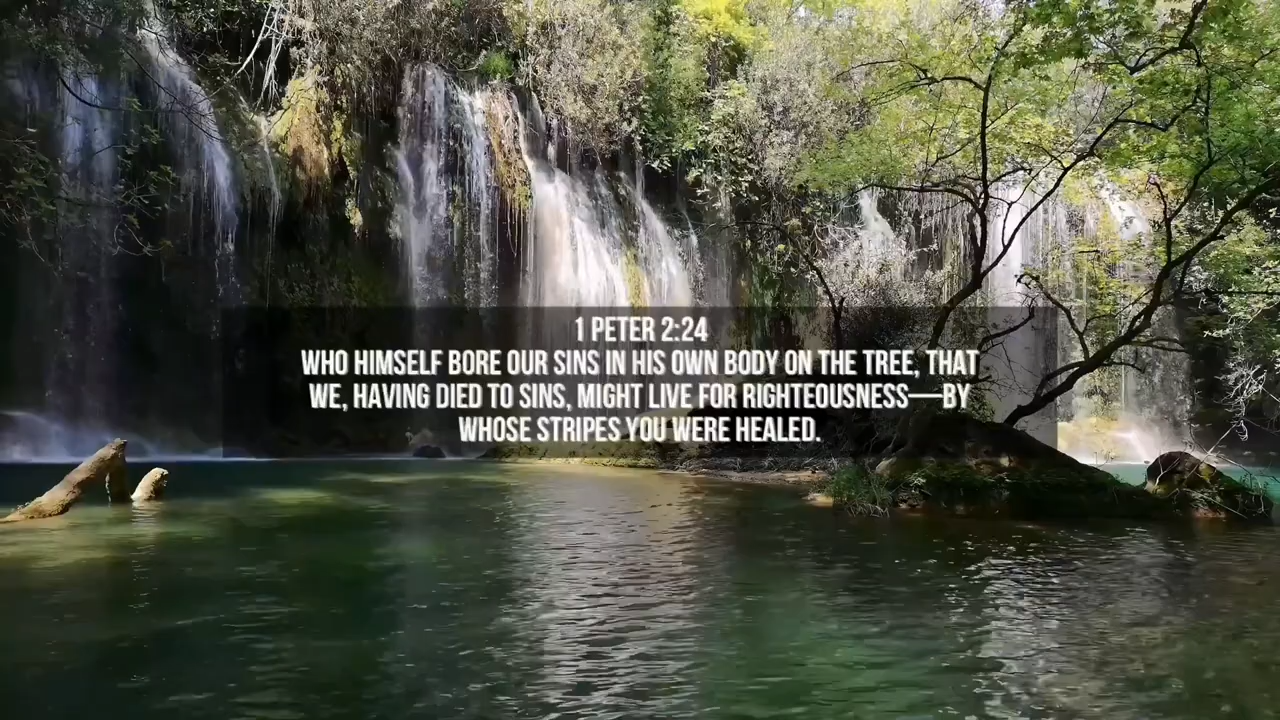 1 PETER 2:24
WHO HIMSELF BORE OUR SINS IN HIS OWN BODY ON THE TREE, THAT
WE, HAVING DIED TO SINS, MIGHT LIVE FOR RIGHTEOUSNESS—BY
WHOSE STRIPES YOU WERE HEALED.